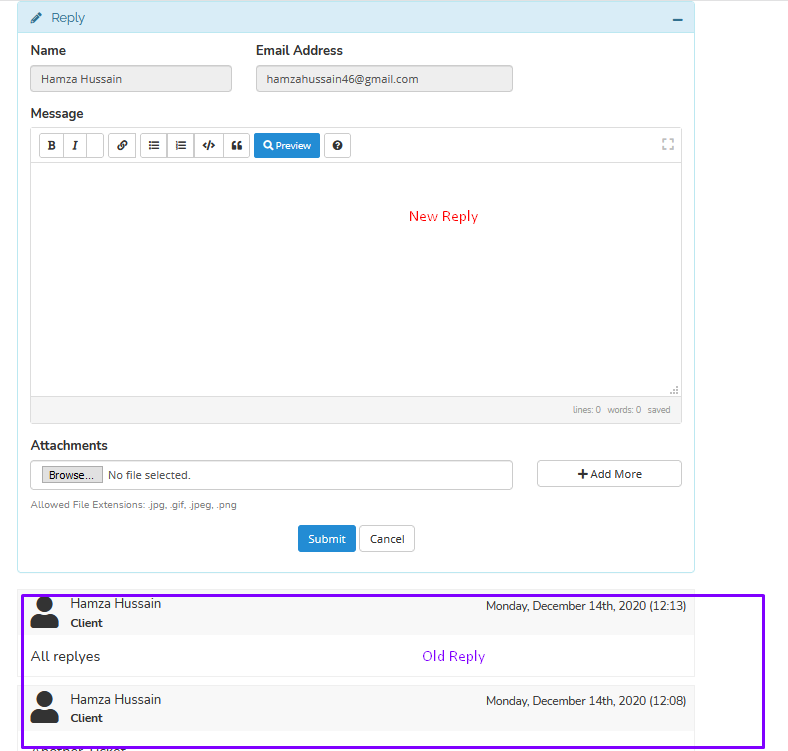 Reply
Name Email Address
Hamza Hussain hamzahussain46@gmail.com
Message
B I Preview
New Reply
lines: 0 words: 0 saved
Attachments
Browse... No file selected. Add More
Allowed File Extensions: .jpg, .gif, .jpeg, .png
Submit Cancel
Hamza Hussain Monday, December 14th, 2020 (12:13)
Client
All replyes Old Reply
Hamza Hussain Monday, December 14th, 2020 (12:08)
Client